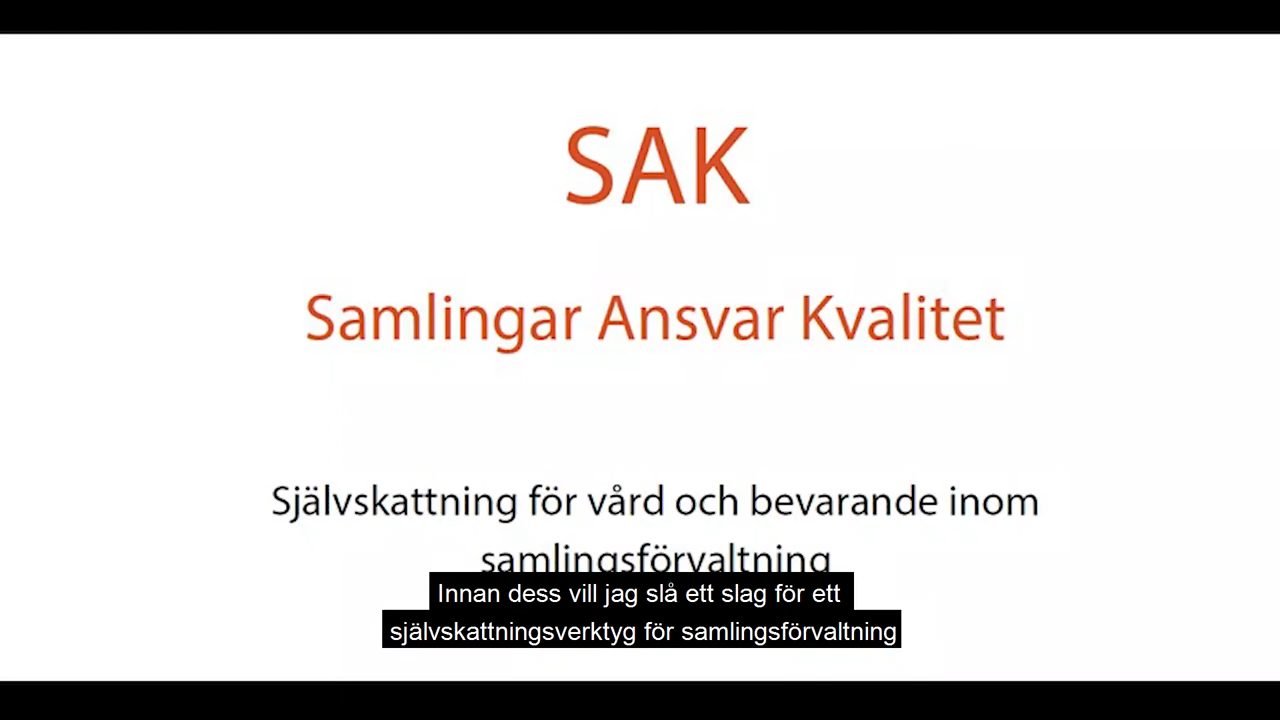 SAK
Samlingar Ansvar Kvalitet
Självskattning för vård och bevarande inom
samlingsförvaltning
Innan dess vill jag slå ett slag för ett
självskattningsverktyg för samlingsförvaltning